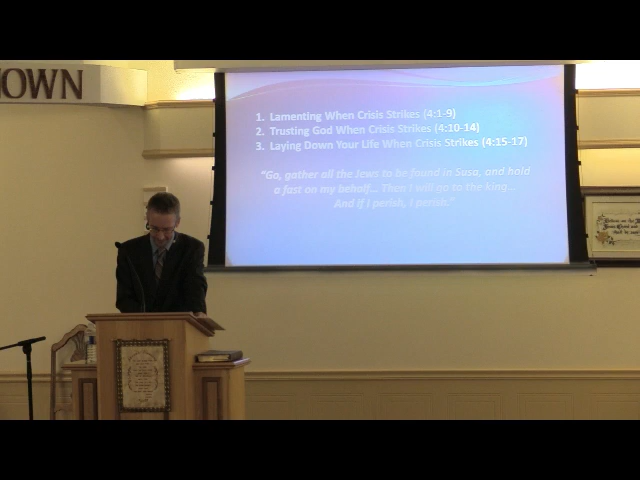 OWN
1. Lamenting When Crisis Strikes (4:1-9)
2. Trusting God When Crisis Strikes (4:10-14)
3. Laying Down Your Life When Crisis Strikes (4:15-17)
"Go, gather all the Jews to be found in Susa, and hold
a fast on my behalf... Then I will go to the king...
And if I perish, I perish."